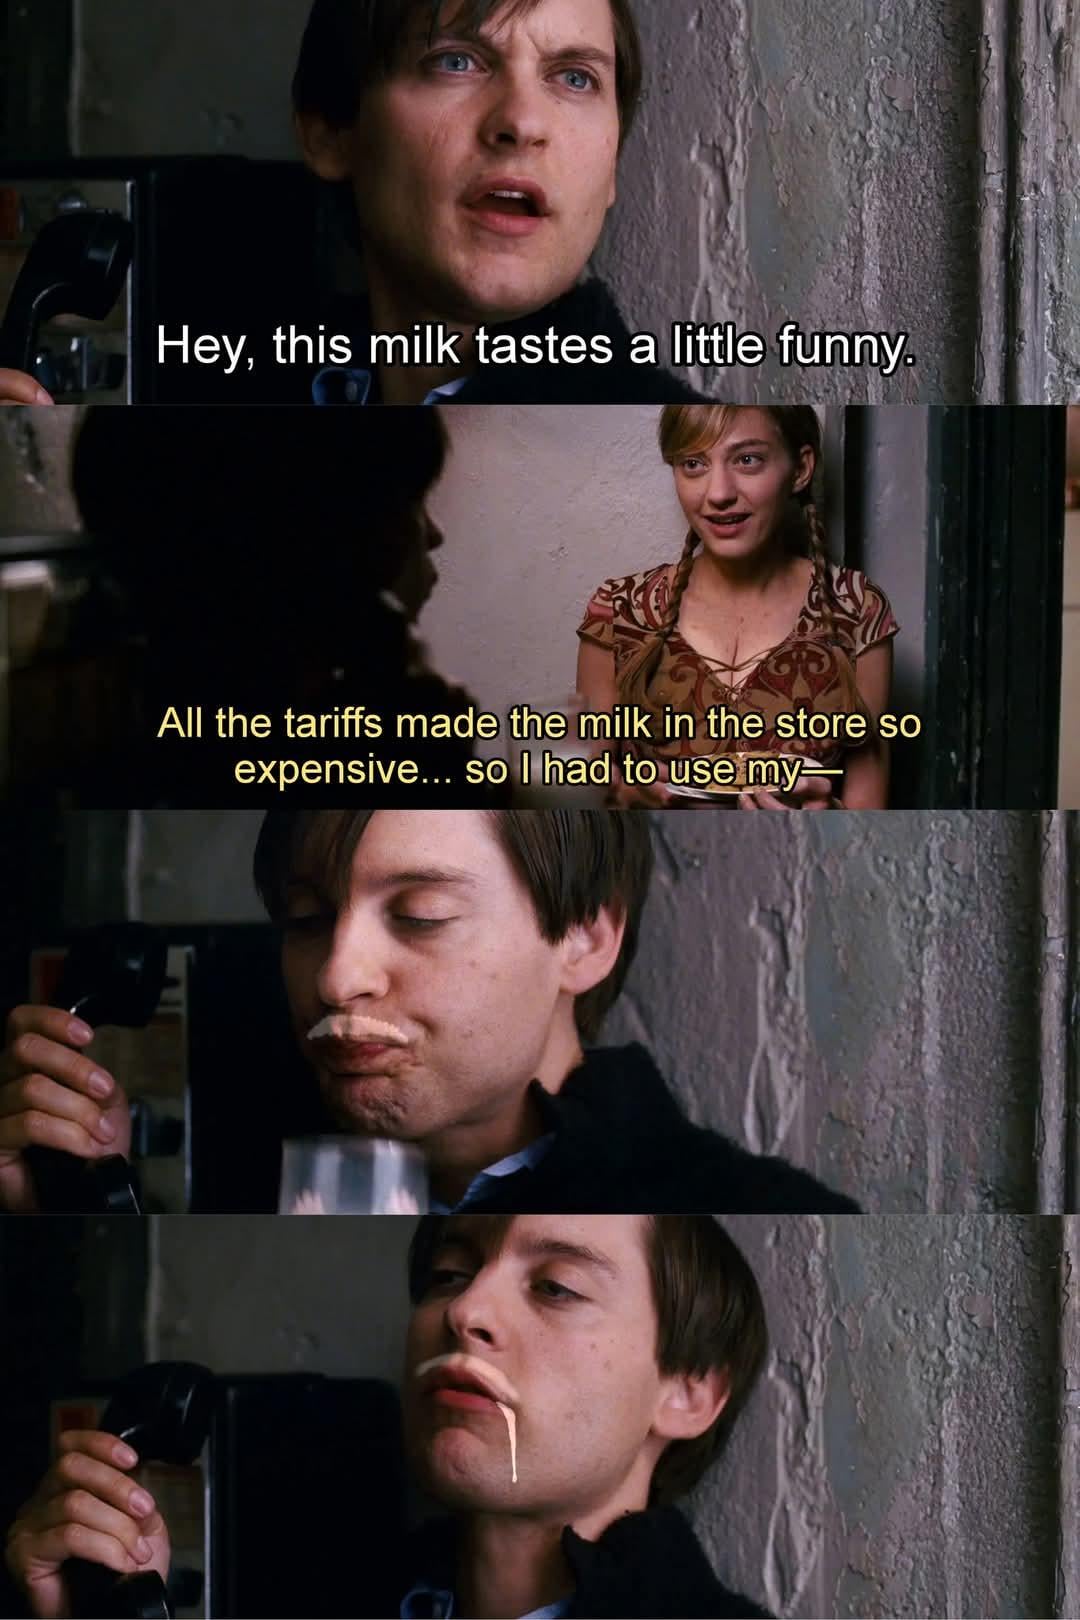 Hey, this milk tastes a little funny.
All the tariffs made the milk in the store so
expensive... so I had to use my—